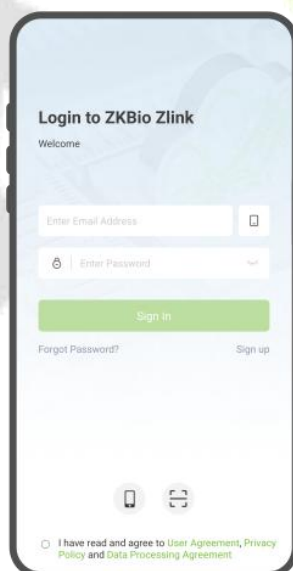 Login to ZKBio Zlink
Welcome
Enter Email Address
Enter Password
Sign In
Forgot Password?
Sign up
I have read and agree to User Agreement, Privacy
Policy and Data Processing Agreement